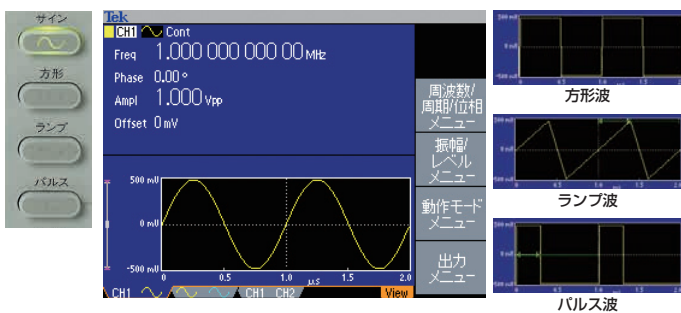 サイン
方形
ランプ
パルス
Tek
CH1 Cont
Freq 1.000 000 000 00 MHz
Phase 0.00 °
Ampl 1.000 Vpp
Offset 0 mV
500 mU
0 mU
-500 mU
0.5 1.0 μs 1.5 2.0
CH1 CH1 CH2 View
周波数/
周期/位相
メニュー
振幅/
レベル
メニュー
動作モード
メニュー
出力
メニュー
方形波
ランプ波
パルス波